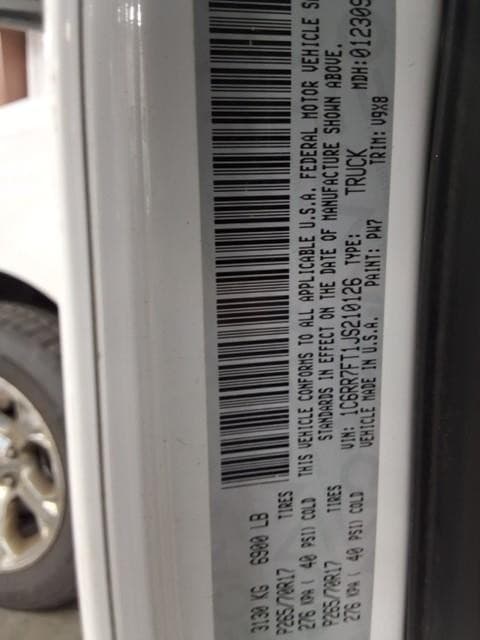 3130 KG 6900 LB
P265/70R17 TIRES
276 KPA ( 40 PSI) COLD
P265/70R17 TIRES
276 KPA ( 40 PSI) COLD
THIS VEHICLE CONFORMS TO ALL APPLICABLE U.S.A. FEDERAL MOTOR VEHICLE S
STANDARDS IN EFFECT ON THE DATE OF MANUFACTURE SHOWN ABOVE.
VIN: 1C6RR7FT1JS210126 TYPE: TRUCK MDH:012309
VEHICLE MADE IN U.S.A. PAINT: PW7 TRIM: V9X8